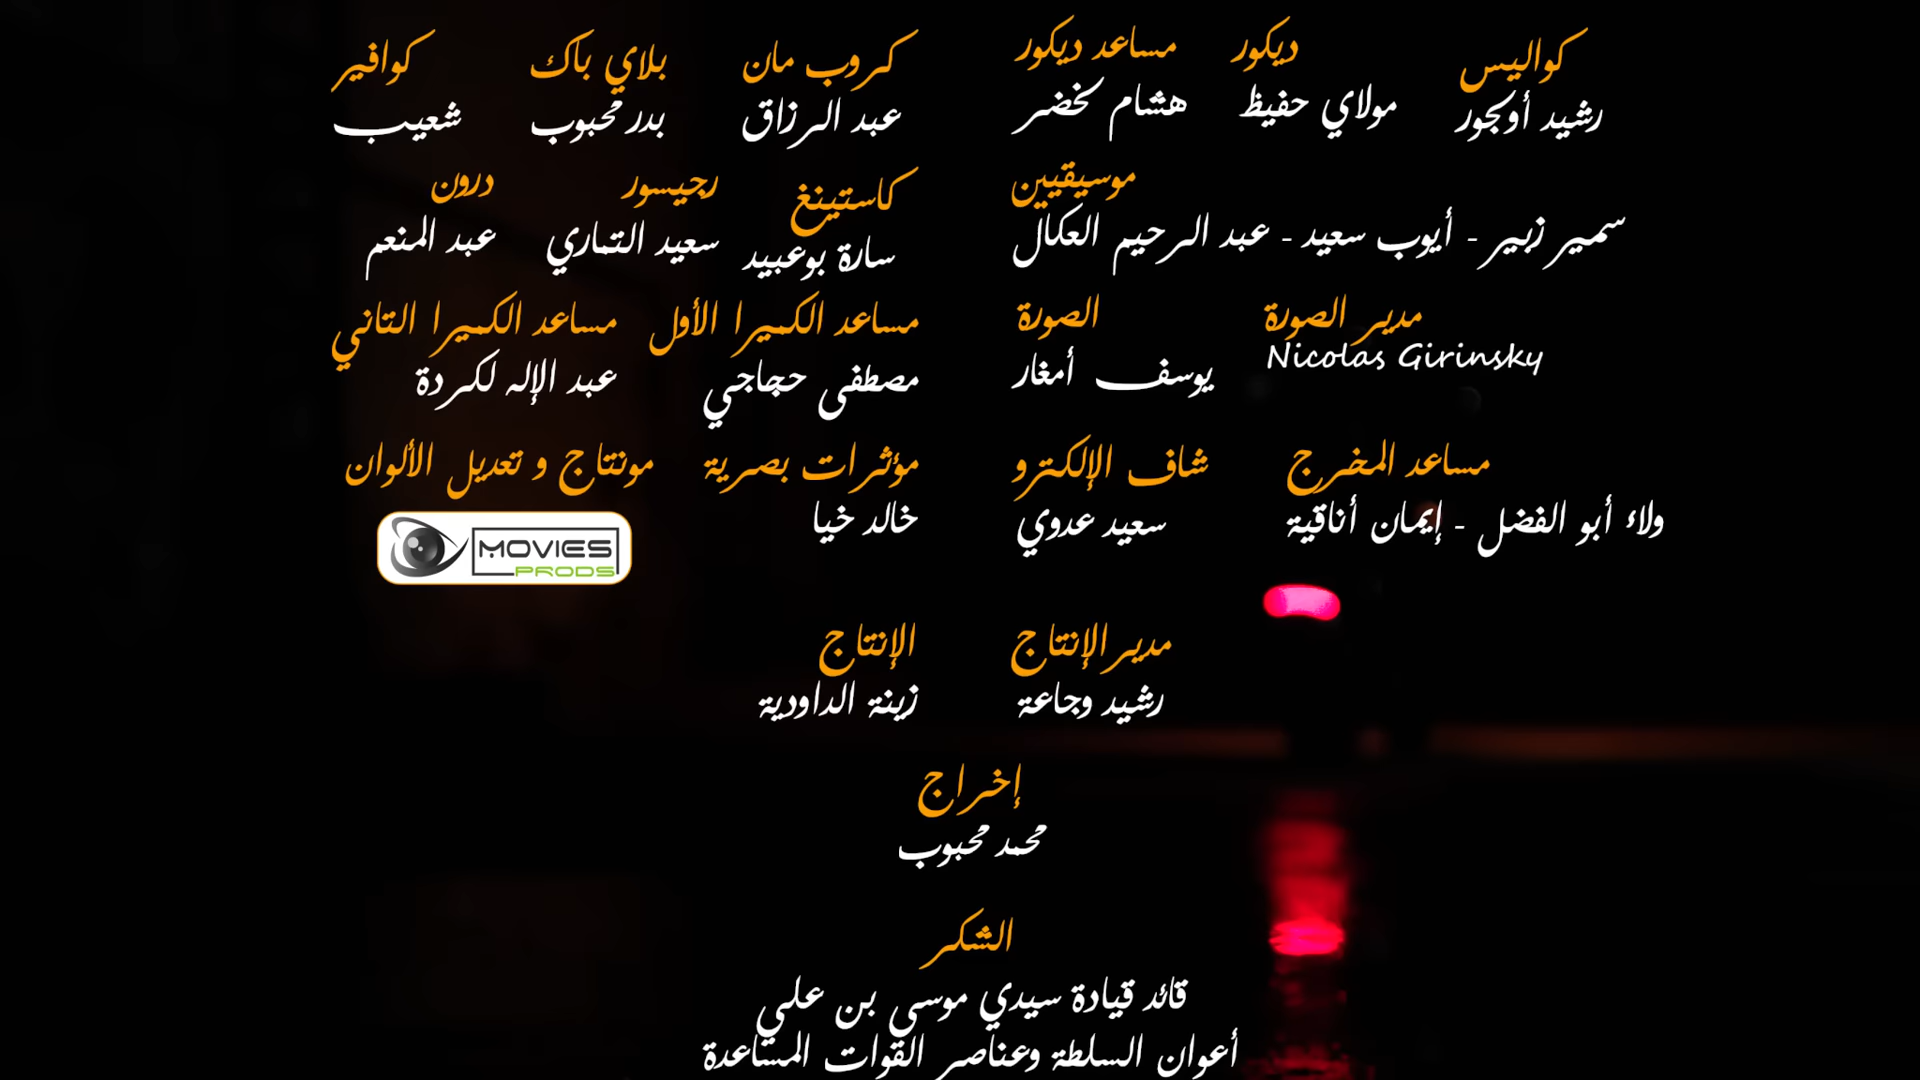 كواليس
رشيد أوبجور
ديكور
مولاي حفيظ
مساعد ديكور
هشام لخضر
كروب مان
عبد الرزاق
بلاي باك
بدر محبوب
كوافير
شعيب
موسيقيين
سمير زبير - أيوب سعيد - عبد الرحيم العكال
كاستينغ
سارة بوعبيد
رجيسور
سعيد التماري
درون
عبد المنعم
مدير الصورة
Nicolas Girinsky
الصورة
يوسف أمغار
مساعد الكميرا الأول
مصطفى حجاجي
مساعد الكميرا التاني
عبد الإله لكردة
مساعد المخرج
ولاء أبو الفضل - إيمان أناقية
شاف الإلكترو
سعيد عدوي
مؤثرات بصرية
خالد خيا
مونتاج و تعديل الألوان
MOVIES
PRODS
مدير الإنتاج
رشيد وجاعة
الإنتاج
زينة الداودية
إخراج
محمد محبوب
الشكر
قائد قيادة سيدي موسى بن علي
أعوان السلطة وعناصر القوات المساعدة